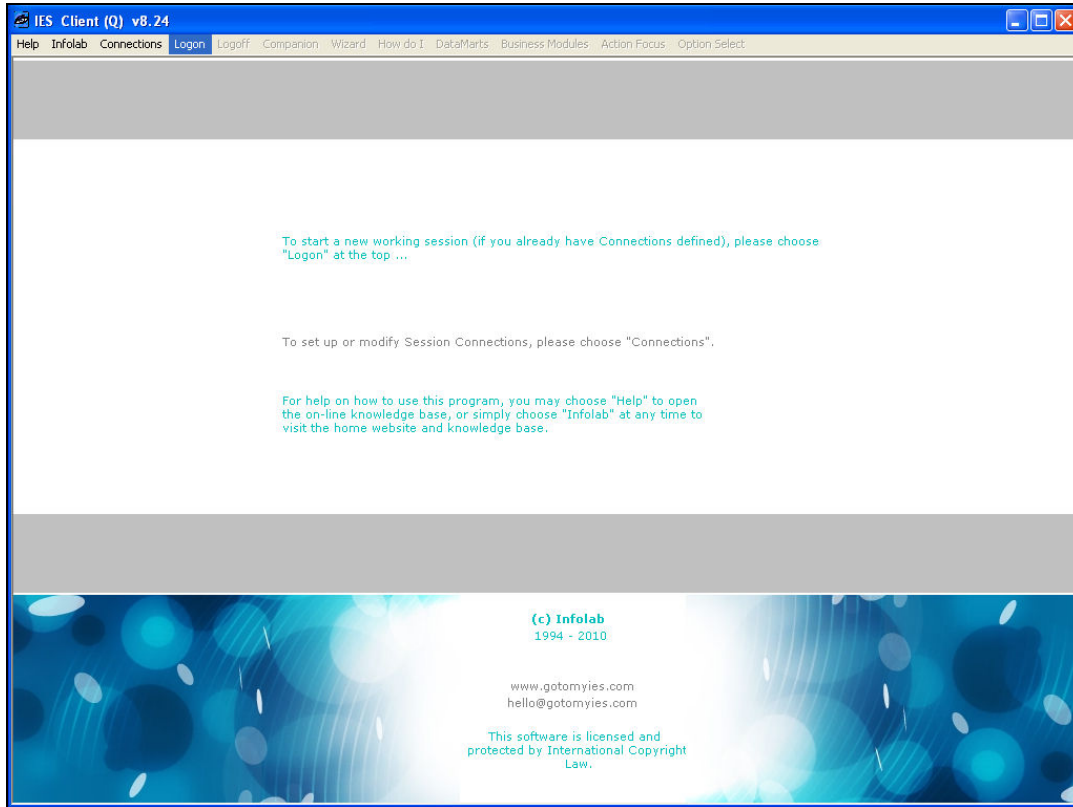 IES Client (Q) v8.24
Help Infolab Connections Logon Logoff Companion Wizard How do I DataMarts Business Modules Action Focus Option Select
To start a new working session (if you already have Connections defined), please choose
"Logon" at the top ...
To set up or modify Session Connections, please choose "Connections".
For help on how to use this program, you may choose "Help" to open
the on-line knowledge base, or simply choose "Infolab" at any time to
visit the home website and knowledge base.
(c) Infolab
1994 - 2010
www.gotomyies.com
hello@gotomyies.com
This software is licensed and
protected by International Copyright
Law.